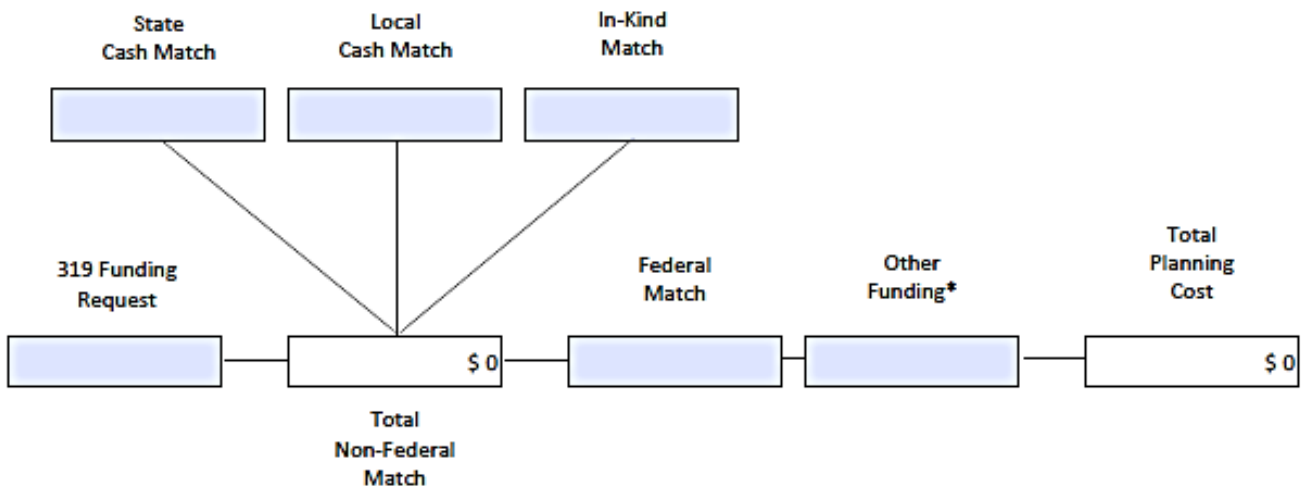 State
Cash Match
Local
Cash Match
In-Kind
Match
319 Funding
Request
Federal
Match
Other
Funding*
Total
Planning
Cost
$ 0
$ 0
Total
Non-Federal
Match